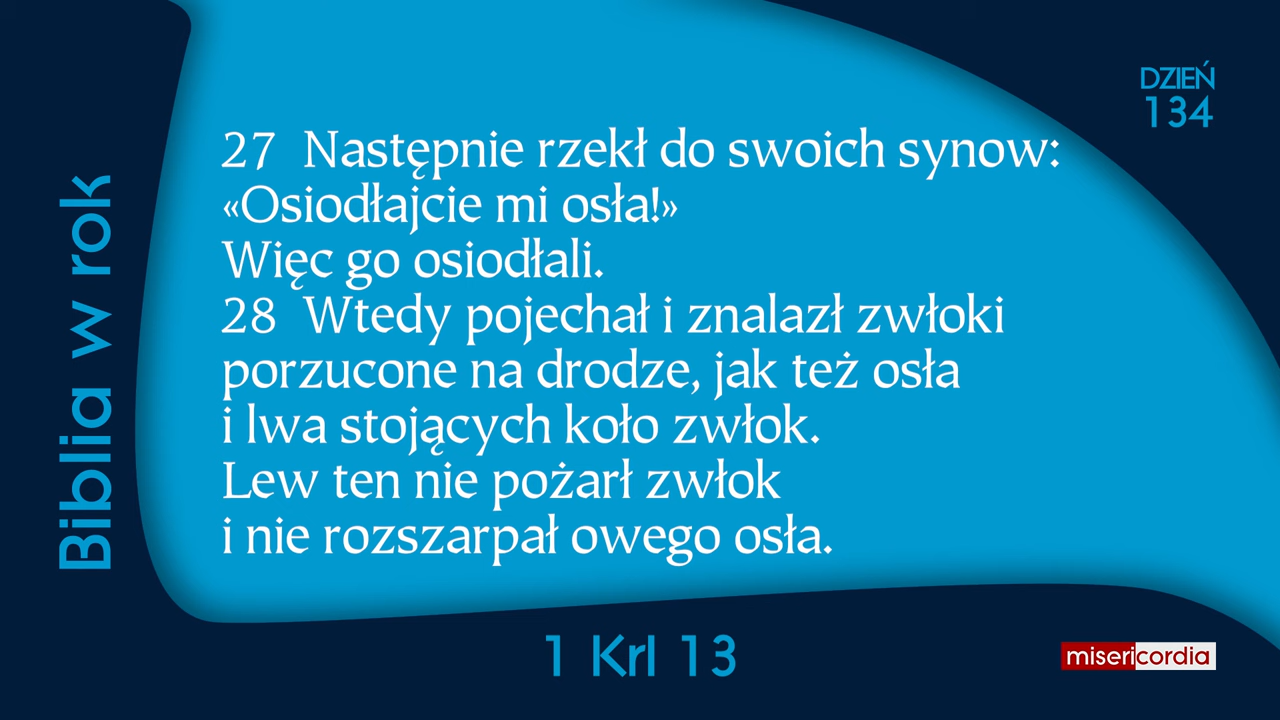 DZIEŃ
134
Biblia w rok
27 Następnie rzekł do swoich synow:
«Osiodłajcie mi osła!»
Więc go osiodłali.
28 Wtedy pojechał i znalazł zwłoki
porzucone na drodze, jak też osła
i lwa stojących koło zwłok.
Lew ten nie pożarł zwłok
i nie rozszarpał owego osła.
1 Krl 13
misericordia